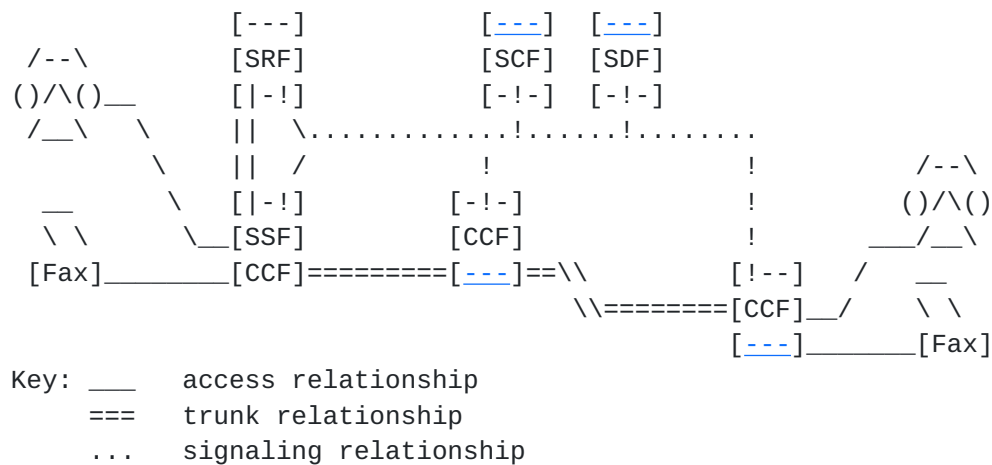 [---]           [---]  [---]
 /--\         [SRF]           [SCF]  [SDF]
()/\()__      [|-!]           [-!-]  [-!-]
 /__\   \     ||  \.............!......!........
         \    ||  /           !                !          /--\
  __      \   [|-!]         [-!-]              !         ()/\()
  \ \      \__[SSF]         [CCF]              !       ___/__\
 [Fax]________[CCF]=========[---]==\\         [!--]   /   __
                                    \\========[CCF]__/    \ \
                                              [---]_______[Fax]
Key: ___   access relationship
     ===   trunk relationship
     ...   signaling relationship